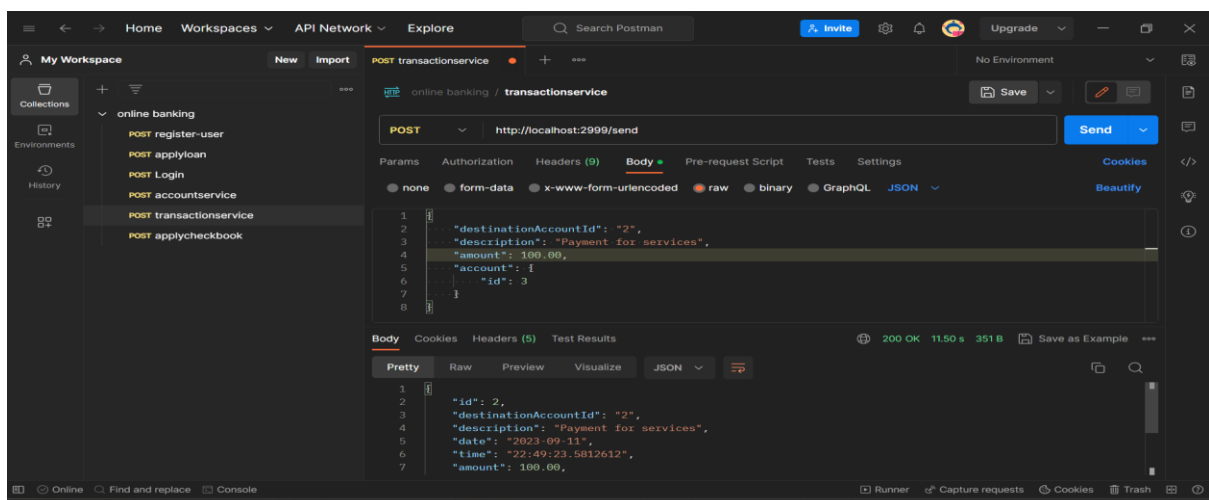 Home Workspaces API Network Explore Search Postman Invite Upgrade
My Workspace New Import POST transactionservice No Environment
Collections
Environments
History
online banking
POST register-user
POST applyloan
POST Login
POST accountservice
POST transactionservice
POST applycheckbook
HTTP online banking / transactionservice Save
POST http://localhost:2999/send Send
Params Authorization Headers (9) Body Pre-request Script Tests Settings Cookies
none form-data x-www-form-urlencoded raw binary GraphQL JSON Beautify
1 {
2 "destinationAccountId": "2",
3 "description": "Payment for services",
4 "amount": 100.00,
5 "account": {
6 "id": 3
7 }
8 }
Body Cookies Headers (5) Test Results 200 OK 11.50 s 351 B Save as Example
Pretty Raw Preview Visualize JSON
1 {
2 "id": 2,
3 "destinationAccountId": "2",
4 "description": "Payment for services",
5 "date": "2023-09-11",
6 "time": "22:49:23.5812612",
7 "amount": 100.00,
Online Find and replace Console Runner Capture requests Cookies Trash